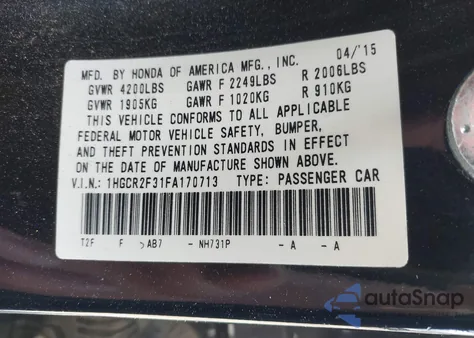 MFD. BY HONDA OF AMERICA MFG., INC. 04/'15
GVWR 4200LBS GAWR F 2249LBS R 2006LBS
GVWR 1905KG GAWR F 1020KG R 910KG
THIS VEHICLE CONFORMS TO ALL APPLICABLE
FEDERAL MOTOR VEHICLE SAFETY, BUMPER,
AND THEFT PREVENTION STANDARDS IN EFFECT
ON THE DATE OF MANUFACTURE SHOWN ABOVE.
V.I.N.: 1HGCR2F31FA170713 TYPE: PASSENGER CAR
T2F F >AB7 - NH731P - A - A
autoSnap